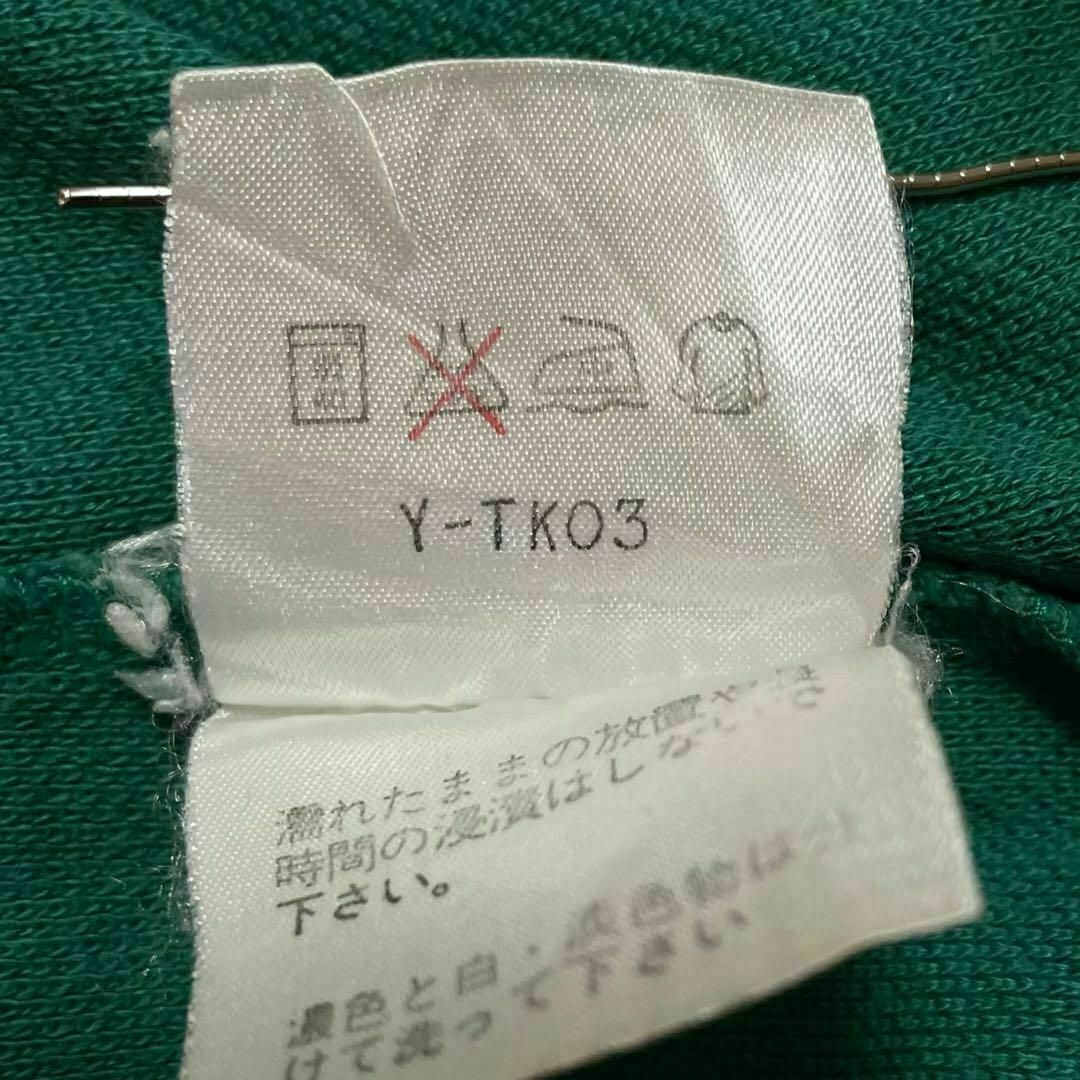 Y-TK03
濡れたままの放置や長
時間の浸漬はしないで
下さい。
濃色と白・淡色物は
けて洗って下さい